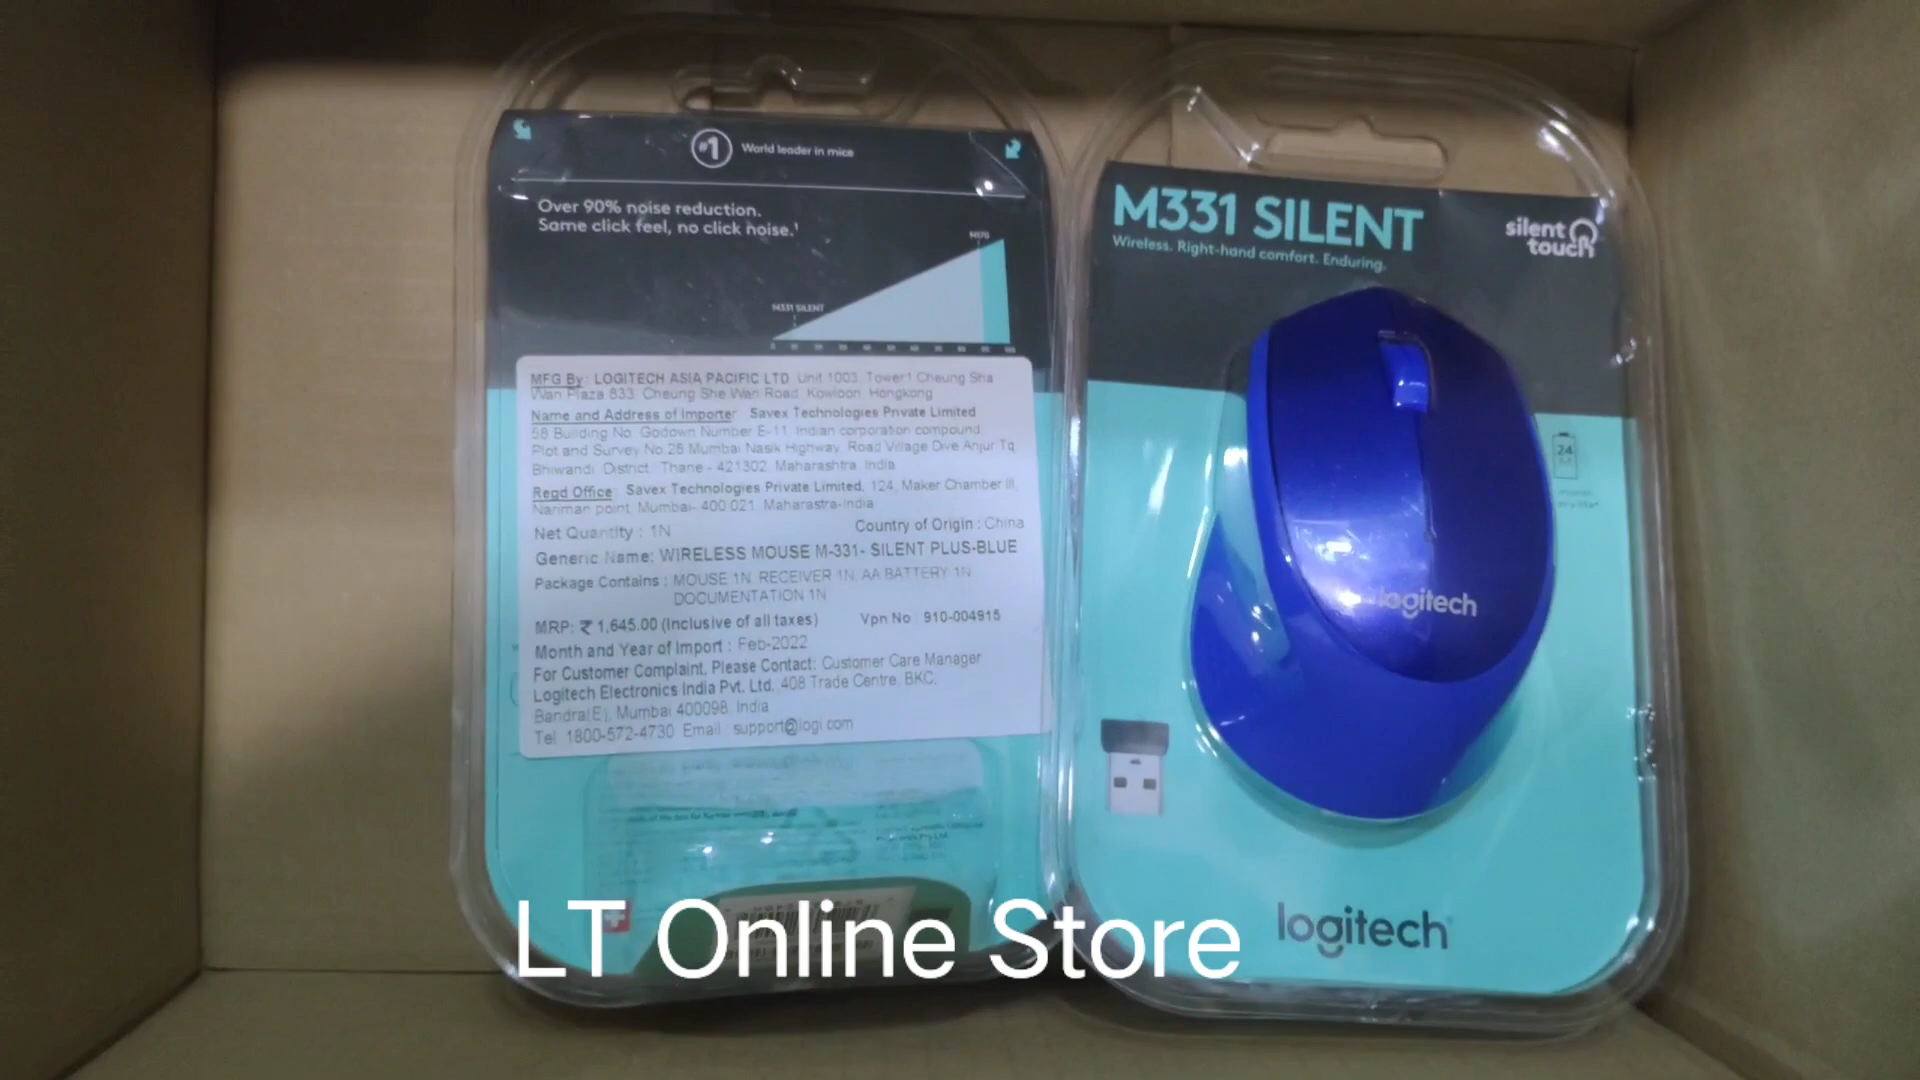 #1 World leader in mice
Over 90% noise reduction.
Same click feel, no click noise.¹
M170
M331 SILENT
MFG By: LOGITECH ASIA PACIFIC LTD. Unit 1003. Tower1 Cheung Sha
Wan Plaza 833. Cheung She Wan Road. Kowloon. Hongkong
Name and Address of Importer Savex Technologies Private Limited
58 Building No. Godown Number E-11. Indian corporation compound.
Plot and Survey No.26 Mumbai Nasik Highway. Road Village Dive Anjur Tq.
Bhiwandi. District. Thane - 421302. Maharashtra. India
Regd Office: Savex Technologies Private Limited, 124, Maker Chamber III,
Nariman point, Mumbai- 400 021. Maharastra-India
Net Quantity : 1N
Country of Origin : China
Generic Name: WIRELESS MOUSE M-331- SILENT PLUS-BLUE
Package Contains : MOUSE 1N, RECEIVER 1N, AA BATTERY 1N
DOCUMENTATION 1N
MRP: ₹ 1,645.00 (Inclusive of all taxes)
Vpn No : 910-004915
Month and Year of Import : Feb-2022
For Customer Complaint, Please Contact: Customer Care Manager
Logitech Electronics India Pvt. Ltd. 408 Trade Centre, BKC,
Bandra(E), Mumbai 400098. India
Tel 1800-572-4730 Email : support@logi.com
M331 SILENT
Wireless. Right-hand comfort. Enduring.
silent
touch
24
logitech
logitech
LT Online Store